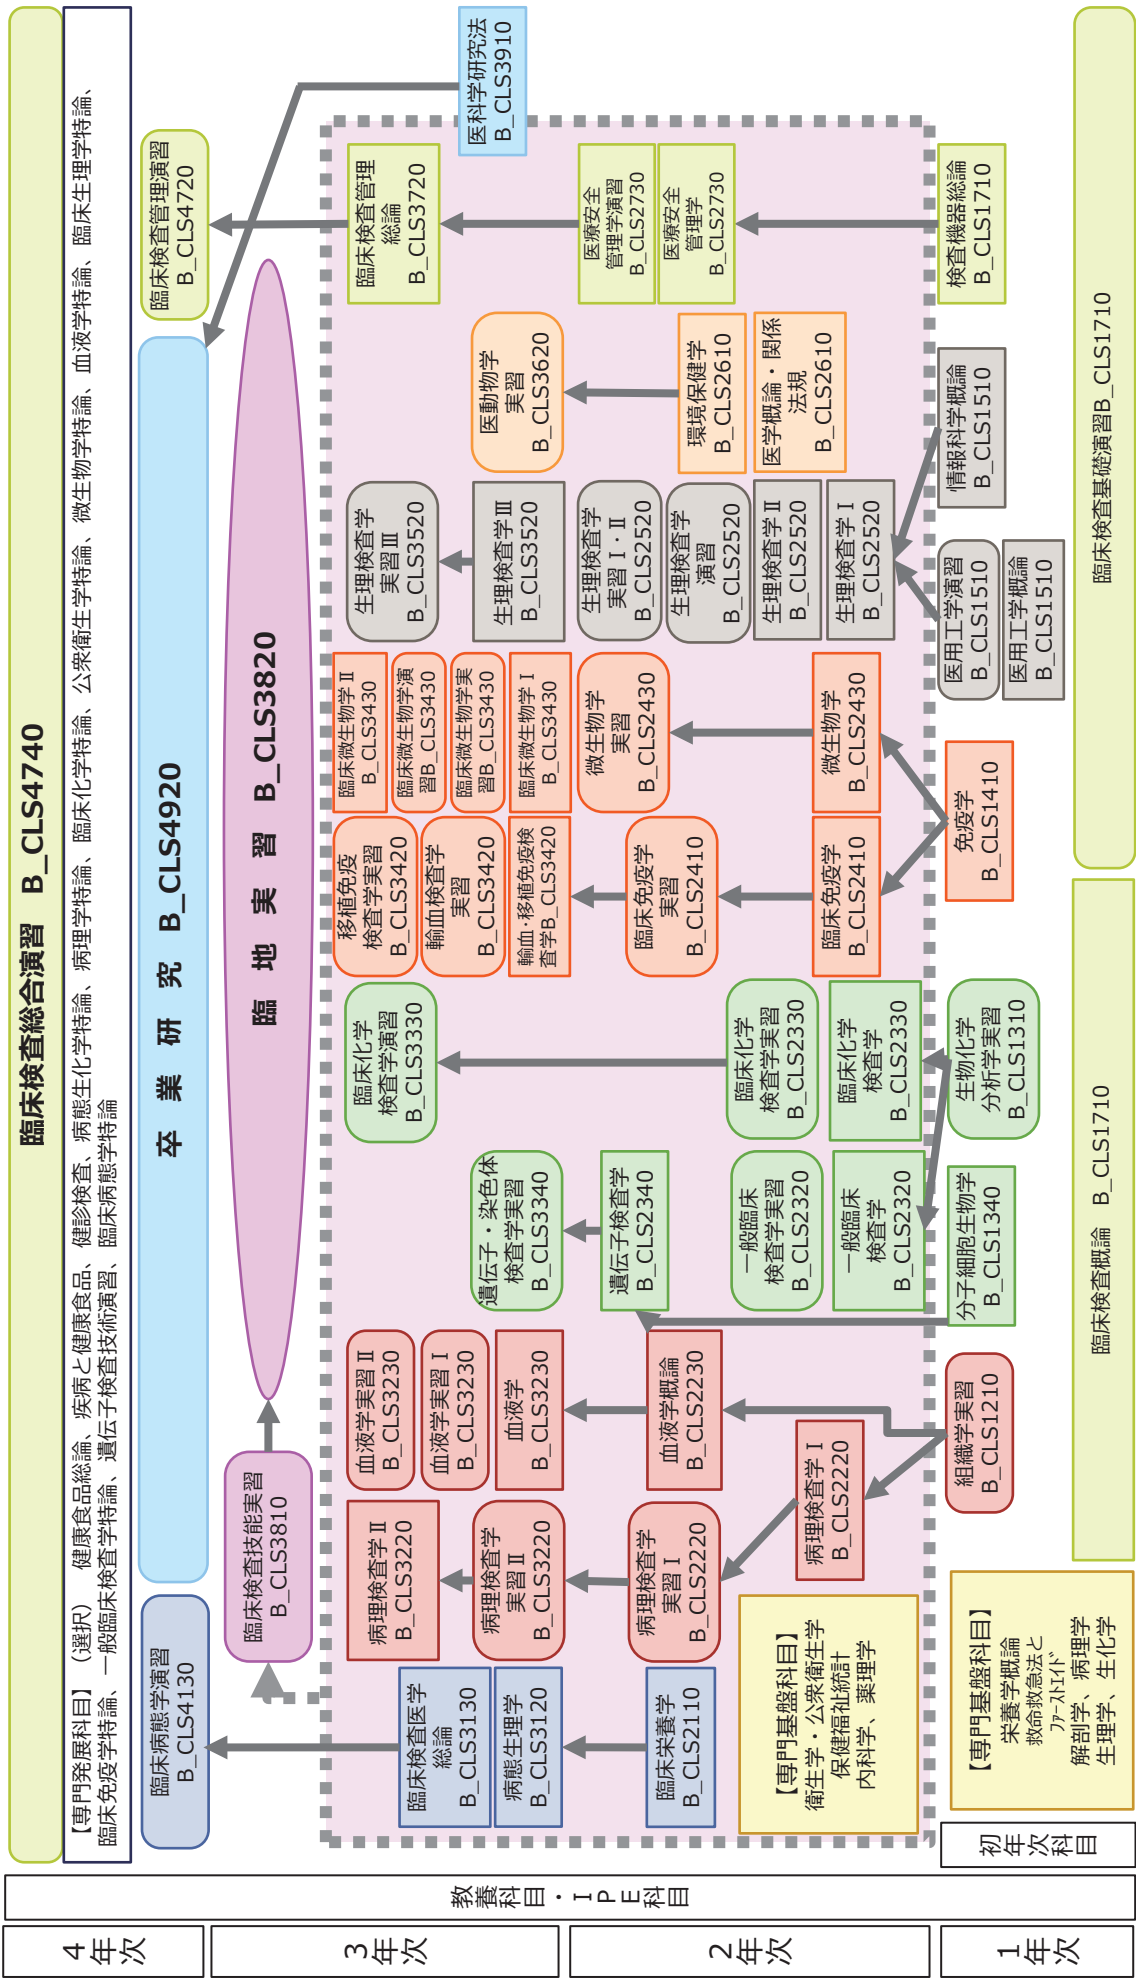 4年次
3年次
2年次
1年次
教養科目・ＩＰＥ科目
初年次科目
臨床検査総合演習　B_CLS4740
【専門発展科目】（選択）　健康食品総論、疾病と健康食品、健診検査、病態生化学特論、病理学特論、臨床化学特論、公衆衛生学特論、微生物学特論、血液学特論、臨床生理学特論、
臨床免疫学特論、一般臨床検査学特論、遺伝子検査技術演習、臨床病態学特論
臨床病態学演習
B_CLS4130
卒　業　研　究　B_CLS4920
臨床検査管理演習
B_CLS4720
臨床検査技能実習
B_CLS3810
臨　地　実　習　B_CLS3820
医科学研究法
B_CLS3910
臨床検査医学
総論
B_CLS3130
病態生理学
B_CLS3120
臨床栄養学
B_CLS2110
【専門基盤科目】
衛生学・公衆衛生学
保健福祉統計
内科学、薬理学
病理検査学Ⅱ
B_CLS3220
病理検査学
実習Ⅱ
B_CLS3220
病理検査学
実習Ⅰ
B_CLS2220
病理検査学Ⅰ
B_CLS2220
血液学実習Ⅱ
B_CLS3230
血液学実習Ⅰ
B_CLS3230
血液学
B_CLS3230
血液学概論
B_CLS2230
遺伝子・染色体
検査学実習
B_CLS3340
遺伝子検査学
B_CLS2340
一般臨床
検査学実習
B_CLS2320
一般臨床
検査学
B_CLS2320
臨床化学
検査学演習
B_CLS3330
臨床化学
検査学実習
B_CLS2330
臨床化学
検査学
B_CLS2330
移植免疫
検査学実習
B_CLS3420
輸血検査学
実習
B_CLS3420
輸血・移植免疫検
査学B_CLS3420
臨床免疫学
実習
B_CLS2410
臨床免疫学
B_CLS2410
臨床微生物学Ⅱ
B_CLS3430
臨床微生物学演
習B_CLS3430
臨床微生物学実
習B_CLS3430
臨床微生物学Ⅰ
B_CLS3430
微生物学
実習
B_CLS2430
微生物学
B_CLS2430
生理検査学
実習Ⅲ
B_CLS3520
生理検査学Ⅲ
B_CLS3520
生理検査学
実習Ⅰ・Ⅱ
B_CLS2520
生理検査学
演習
B_CLS2520
生理検査学Ⅱ
B_CLS2520
生理検査学Ⅰ
B_CLS2520
医動物学
実習
B_CLS3620
環境保健学
B_CLS2610
医学概論・関係
法規
B_CLS2610
臨床検査管理
総論
B_CLS3720
医療安全
管理学演習
B_CLS2730
医療安全
管理学
B_CLS2730
【専門基盤科目】
栄養学概論
救命救急法と
ﾌｧｰｽﾄｴｲﾄﾞ
解剖学、病理学
生理学、生化学
組織学実習
B_CLS1210
分子細胞生物学
B_CLS1340
生物化学
分析学実習
B_CLS1310
免疫学
B_CLS1410
医用工学演習
B_CLS1510
医用工学概論
B_CLS1510
情報科学概論
B_CLS1510
検査機器総論
B_CLS1710
臨床検査概論　B_CLS1710
臨床検査基礎演習B_CLS1710